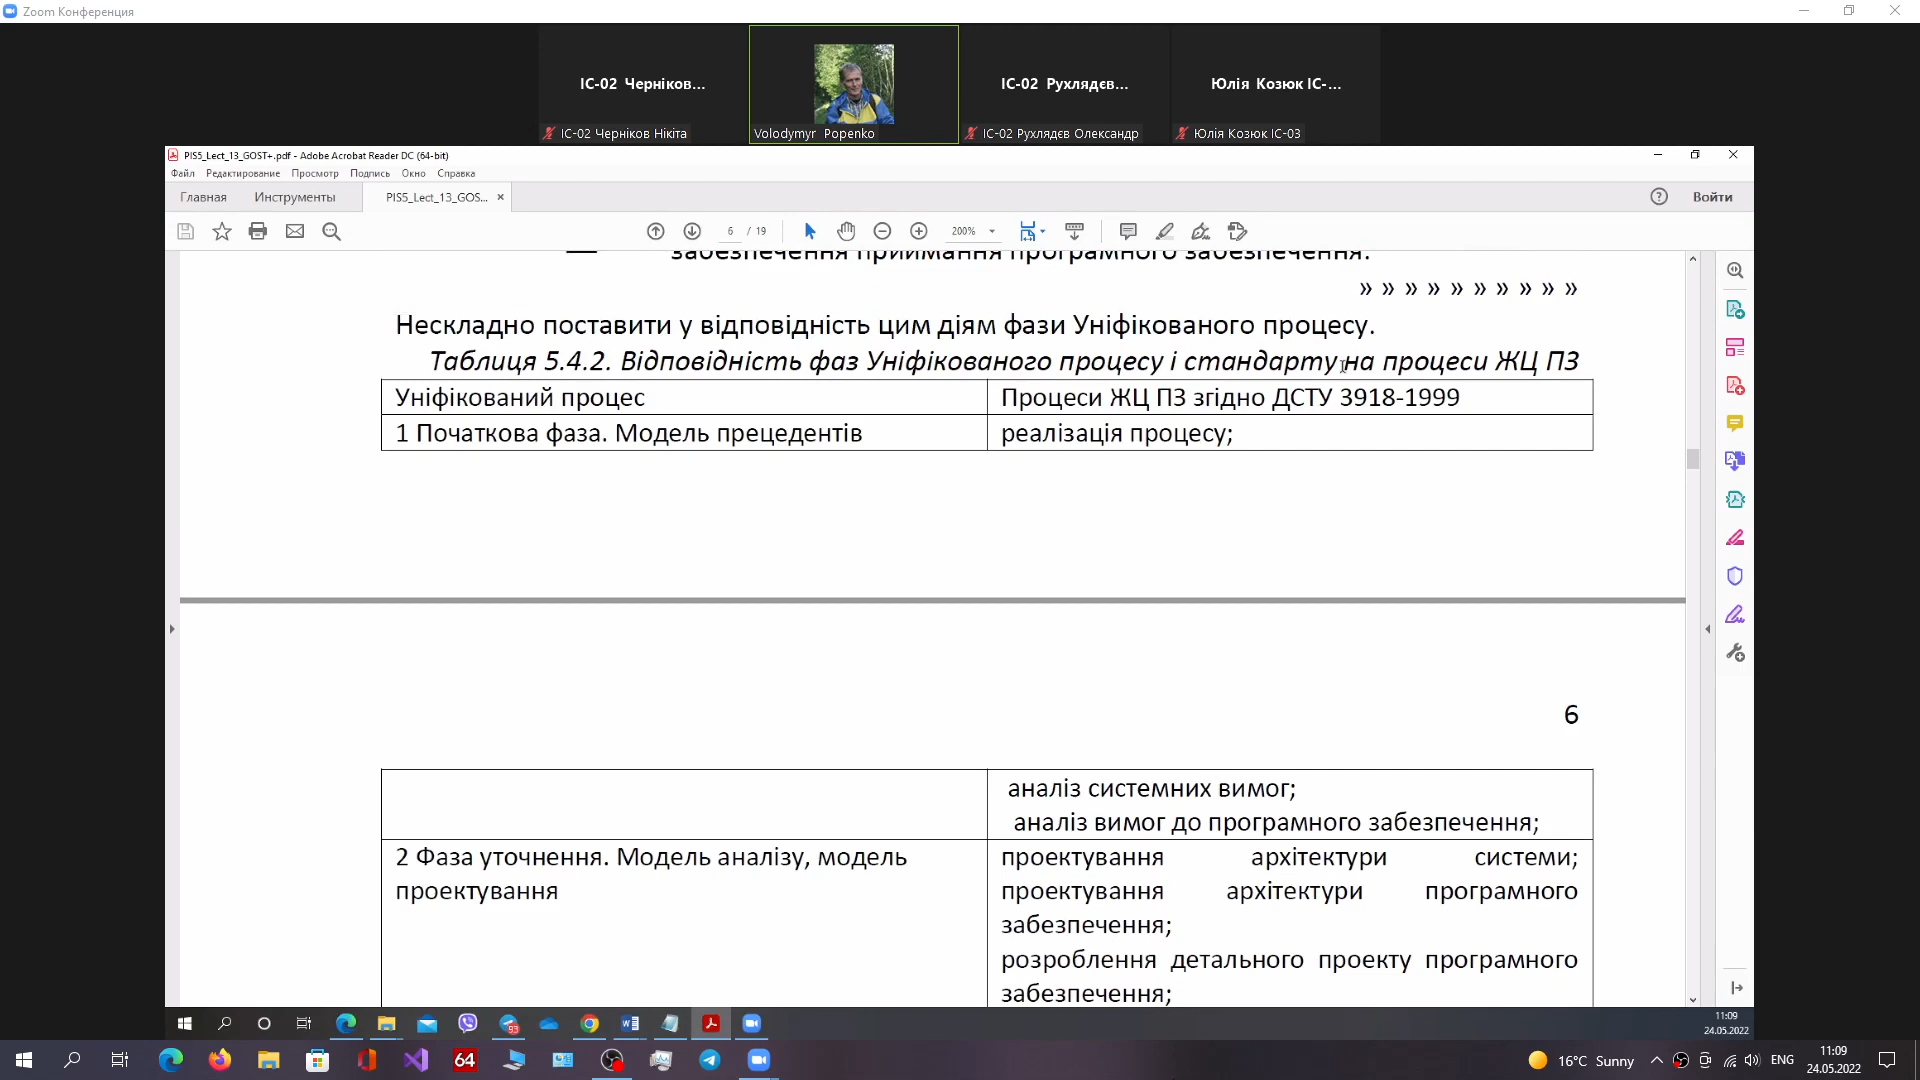 Zoom Конференция
ІС-02 Черніков...
ІС-02 Рухлядєв...
Юлія Козюк ІС-...
ІС-02 Черніков Нікіта
Volodymyr Popenko
ІС-02 Рухлядєв Олександр
Юлія Козюк ІС-03
PIS5_Lect_13_GOST+.pdf - Adobe Acrobat Reader DC (64-bit)
Файл Редактирование Просмотр Подпись Окно Справка
Главная Инструменты PIS5_Lect_13_GOS... × Войти
6 / 19 200%
— забезпечення приймання програмного забезпечення.
» » » » » » » » » »
Нескладно поставити у відповідність цим діям фази Уніфікованого процесу.
Таблиця 5.4.2. Відповідність фаз Уніфікованого процесу і стандарту на процеси ЖЦ ПЗ
Уніфікований процес Процеси ЖЦ ПЗ згідно ДСТУ 3918-1999
1 Початкова фаза. Модель прецедентів реалізація процесу;
6
аналіз системних вимог;
аналіз вимог до програмного забезпечення;
2 Фаза уточнення. Модель аналізу, модель проектування архітектури системи;
проектування проектування архітектури програмного
забезпечення;
розроблення детального проекту програмного
забезпечення;
93
11:09
24.05.2022
64
16°C Sunny ENG 11:09
24.05.2022